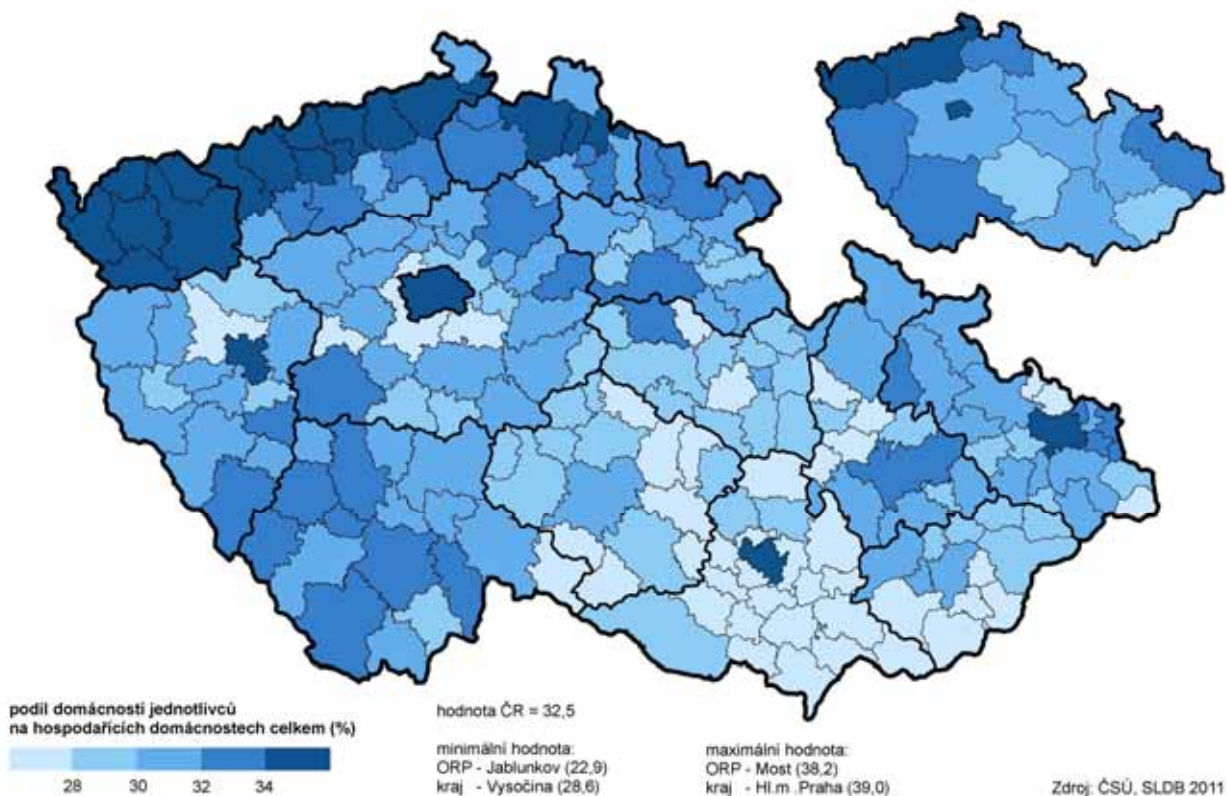 podíl domácností jednotlivců
na hospodařících domácnostech celkem (%)
28 30 32 34
hodnota ČR = 32,5
minimální hodnota:
ORP - Jablunkov (22,9)
kraj - Vysočina (28,6)
maximální hodnota:
ORP - Most (38,2)
kraj - Hl.m .Praha (39,0)
Zdroj: ČSÚ, SLDB 2011